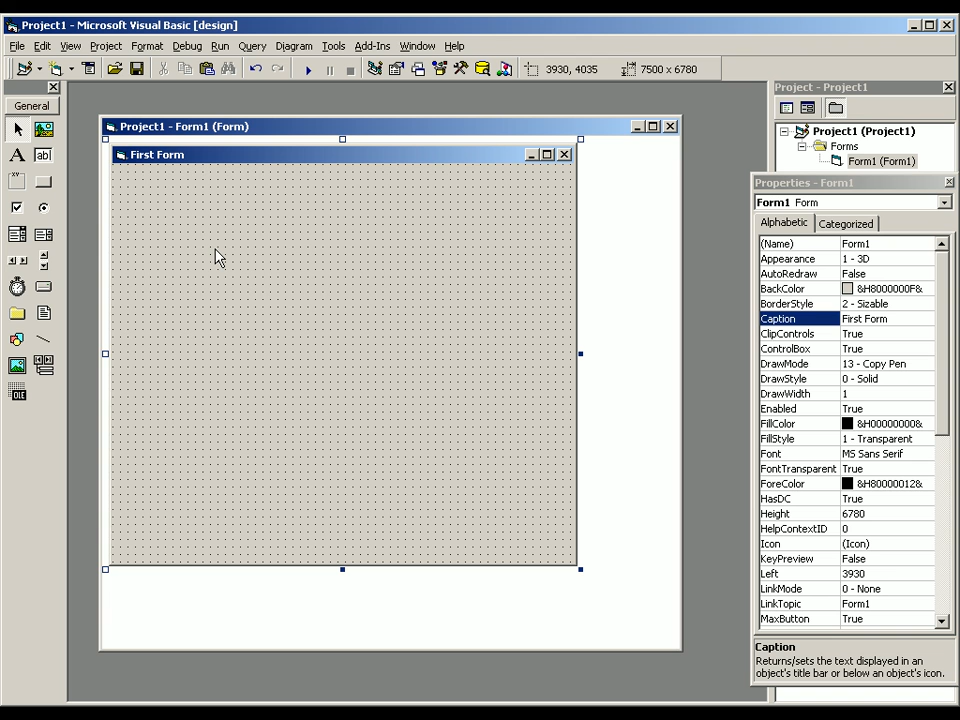 Project1 - Microsoft Visual Basic [design]
File Edit View Project Format Debug Run Query Diagram Tools Add-Ins Window Help
3930, 4035 7500 x 6780
General
A ab|
XY
OLE
Project1 - Form1 (Form)
First Form
Project - Project1
Project1 (Project1)
Forms
Form1 (Form1)
Properties - Form1
Form1 Form
Alphabetic Categorized
(Name) Form1
Appearance 1 - 3D
AutoRedraw False
BackColor &H8000000F&
BorderStyle 2 - Sizable
Caption First Form
ClipControls True
ControlBox True
DrawMode 13 - Copy Pen
DrawStyle 0 - Solid
DrawWidth 1
Enabled True
FillColor &H00000000&
FillStyle 1 - Transparent
Font MS Sans Serif
FontTransparent True
ForeColor &H80000012&
HasDC True
Height 6780
HelpContextID 0
Icon (Icon)
KeyPreview False
Left 3930
LinkMode 0 - None
LinkTopic Form1
MaxButton True
Caption
Returns/sets the text displayed in an
object's title bar or below an object's icon.